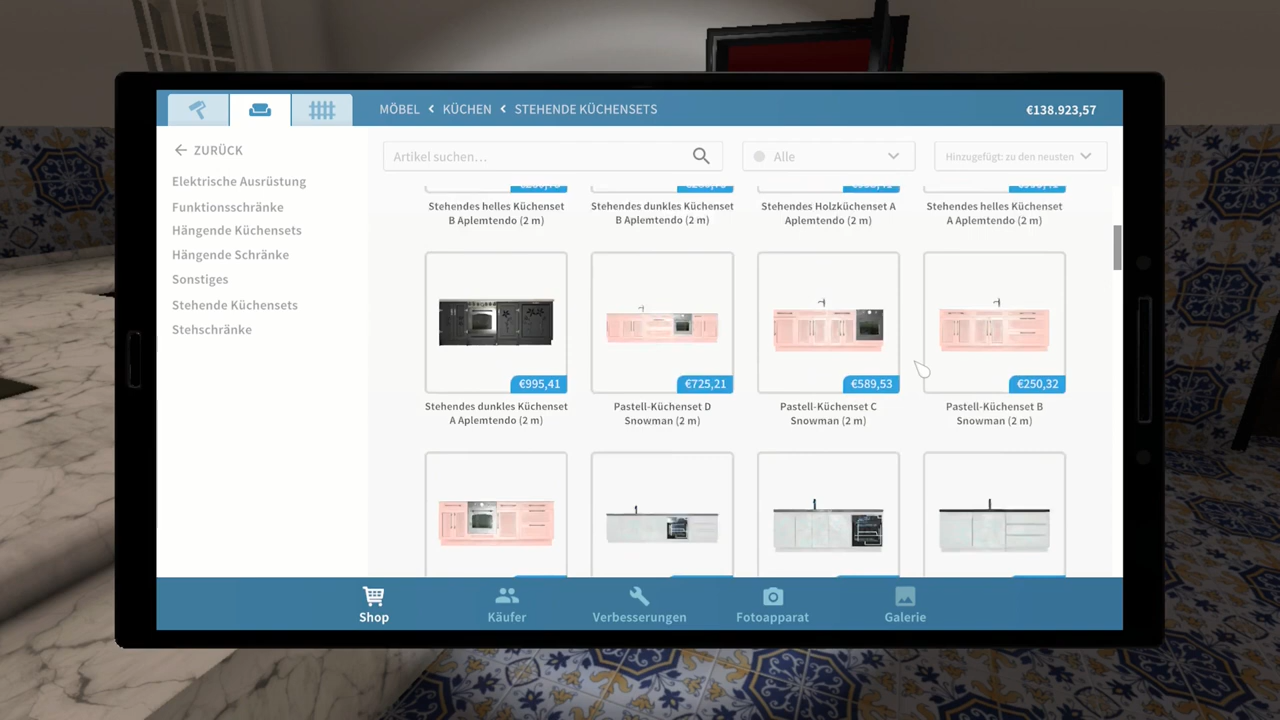 MÖBEL < KÜCHEN < STEHENDE KÜCHENSETS
€138.923,57
ZURÜCK
Elektrische Ausrüstung
Funktionsschränke
Hängende Küchensets
Hängende Schränke
Sonstiges
Stehende Küchensets
Stehschränke
Artikel suchen...
Alle
Hinzugefügt: zu den neusten
Stehendes helles Küchenset
B Aplemtendo (2 m)
Stehendes dunkles Küchenset
B Aplemtendo (2 m)
Stehendes Holzküchenset A
Aplemtendo (2 m)
Stehendes helles Küchenset
A Aplemtendo (2 m)
€995,41
€725,21
€589,53
€250,32
Stehendes dunkles Küchenset
A Aplemtendo (2 m)
Pastell-Küchenset D
Snowman (2 m)
Pastell-Küchenset C
Snowman (2 m)
Pastell-Küchenset B
Snowman (2 m)
Shop
Käufer
Verbesserungen
Fotoapparat
Galerie